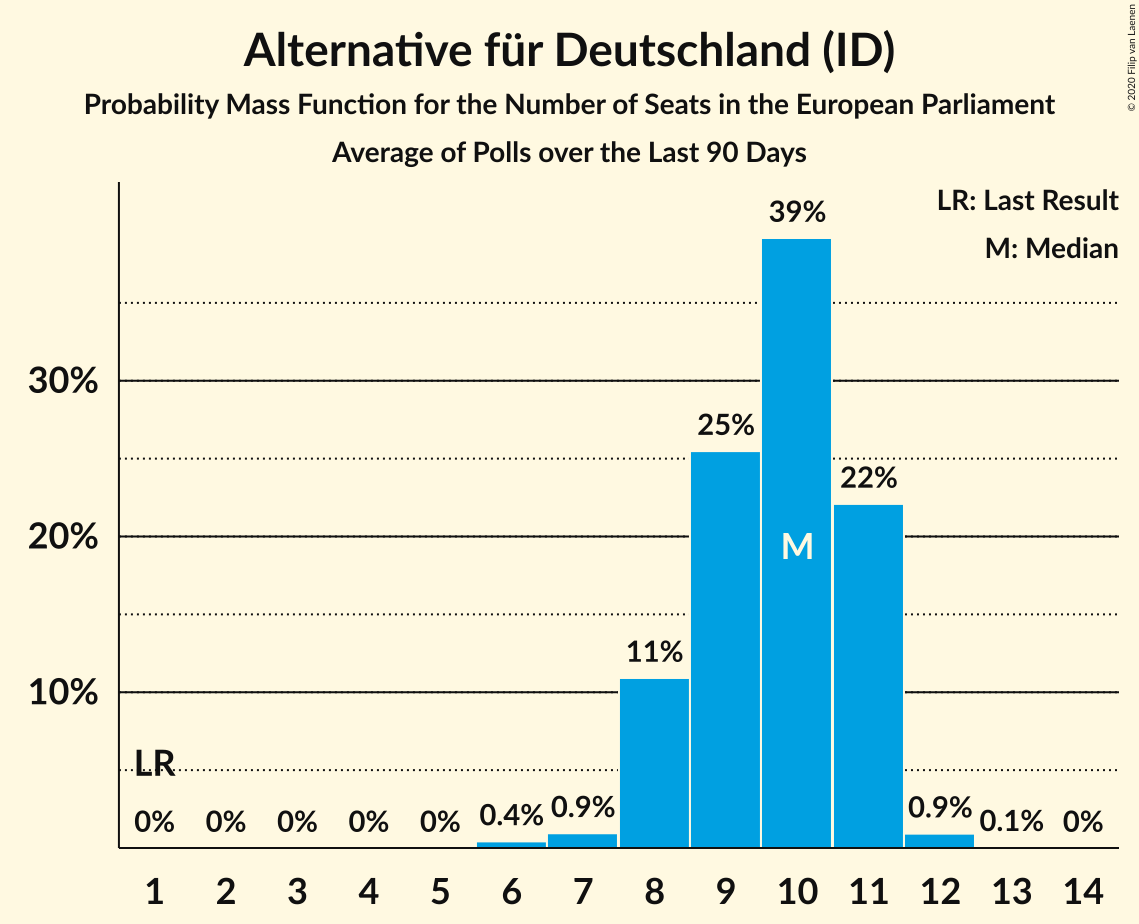 Alternative für Deutschland (ID)
Probability Mass Function for the Number of Seats in the European Parliament
Average of Polls over the Last 90 Days
© 2020 Filip van Laenen
LR: Last Result
M: Median
39%
30%
25%
22%
20%
M
11%
10%
LR
0% 0% 0% 0% 0% 0.4% 0.9% 0.9% 0.1% 0%
1 2 3 4 5 6 7 8 9 10 11 12 13 14